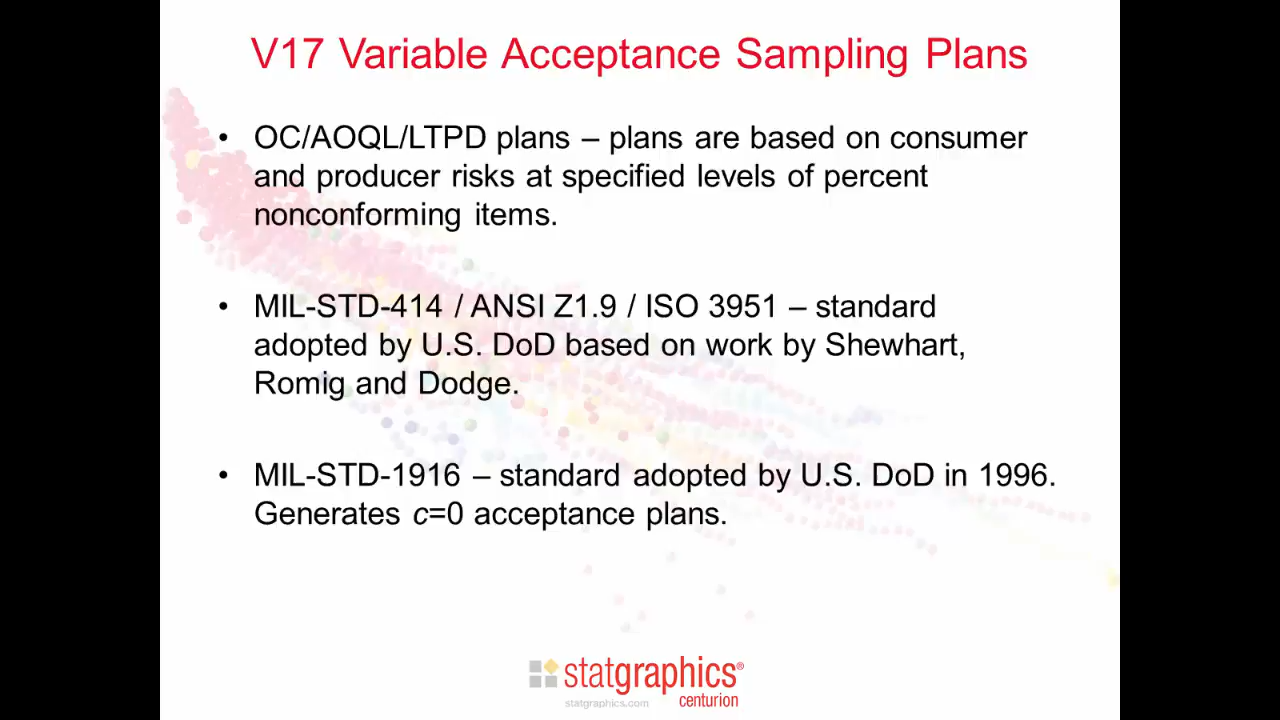 V17 Variable Acceptance Sampling Plans
• OC/AOQL/LTPD plans – plans are based on consumer
and producer risks at specified levels of percent
nonconforming items.
• MIL-STD-414 / ANSI Z1.9 / ISO 3951 – standard
adopted by U.S. DoD based on work by Shewhart,
Romig and Dodge.
• MIL-STD-1916 – standard adopted by U.S. DoD in 1996.
Generates c=0 acceptance plans.
statgraphics®
centurion
statgraphics.com